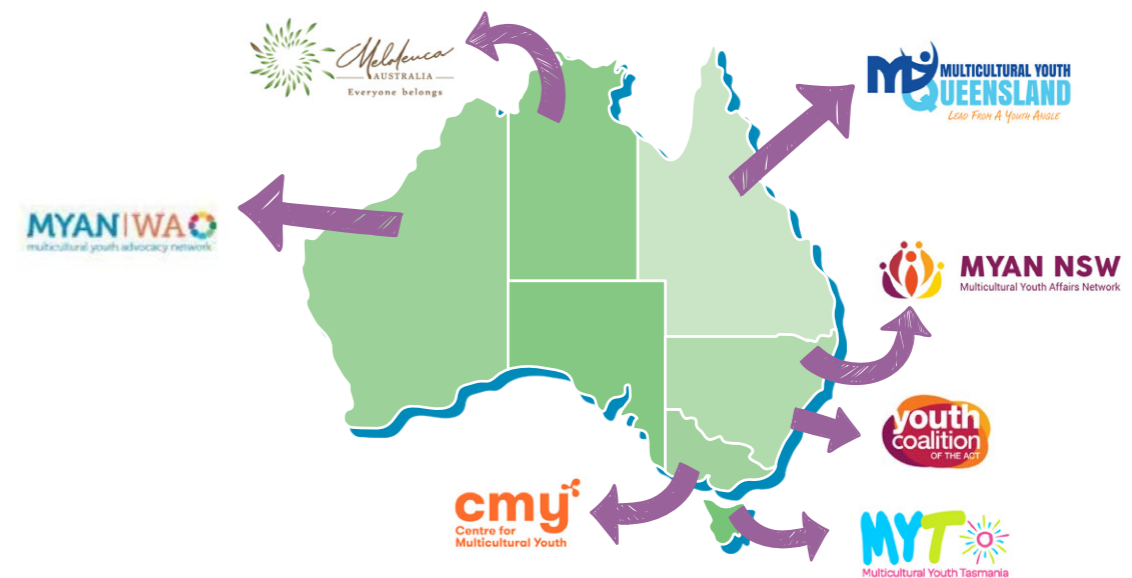 Melaleuca
AUSTRALIA
Everyone belongs
MY MULTICULTURAL YOUTH
QUEENSLAND
LEAD FROM A YOUTH ANGLE
MYAN|WA
multicultural youth advocacy network
MYAN NSW
Multicultural Youth Affairs Network
youth
coalition
OF THE ACT
cmy
Centre for
Multicultural Youth
MYT
Multicultural Youth Tasmania